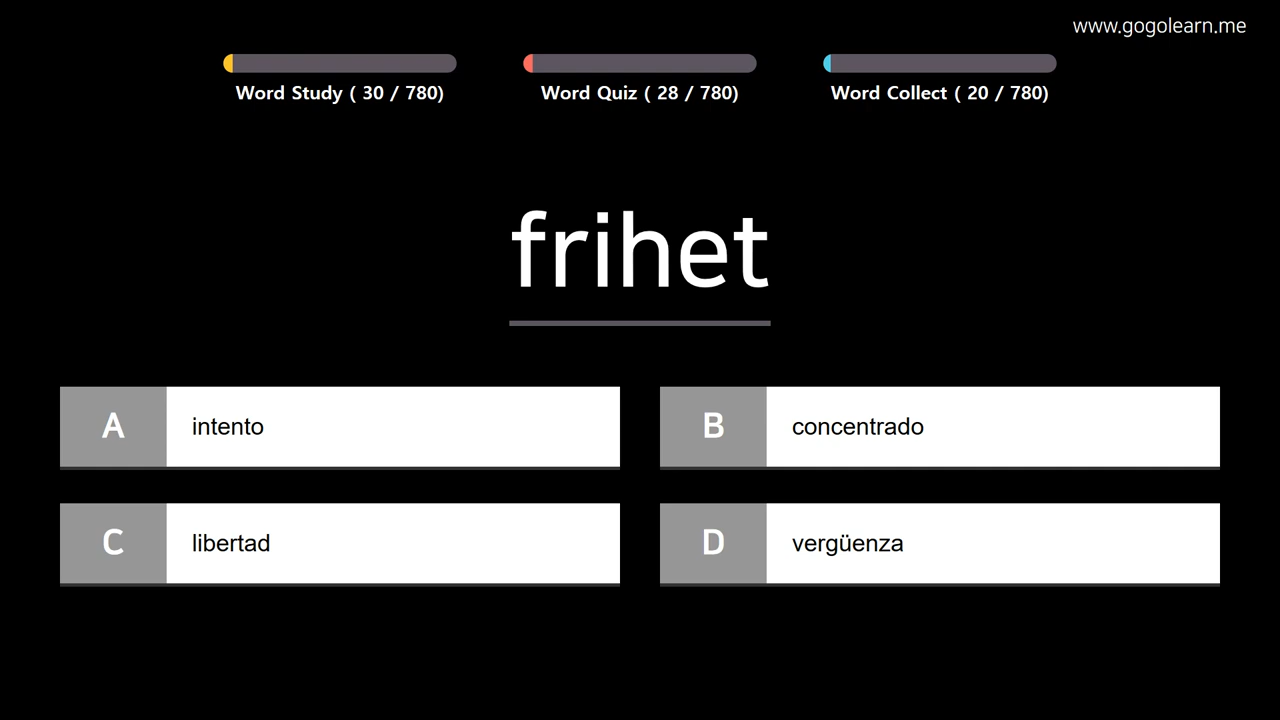 www.gogolearn.me
Word Study ( 30 / 780)
Word Quiz ( 28 / 780)
Word Collect ( 20 / 780)
frihet
A intento
B concentrado
C libertad
D vergüenza